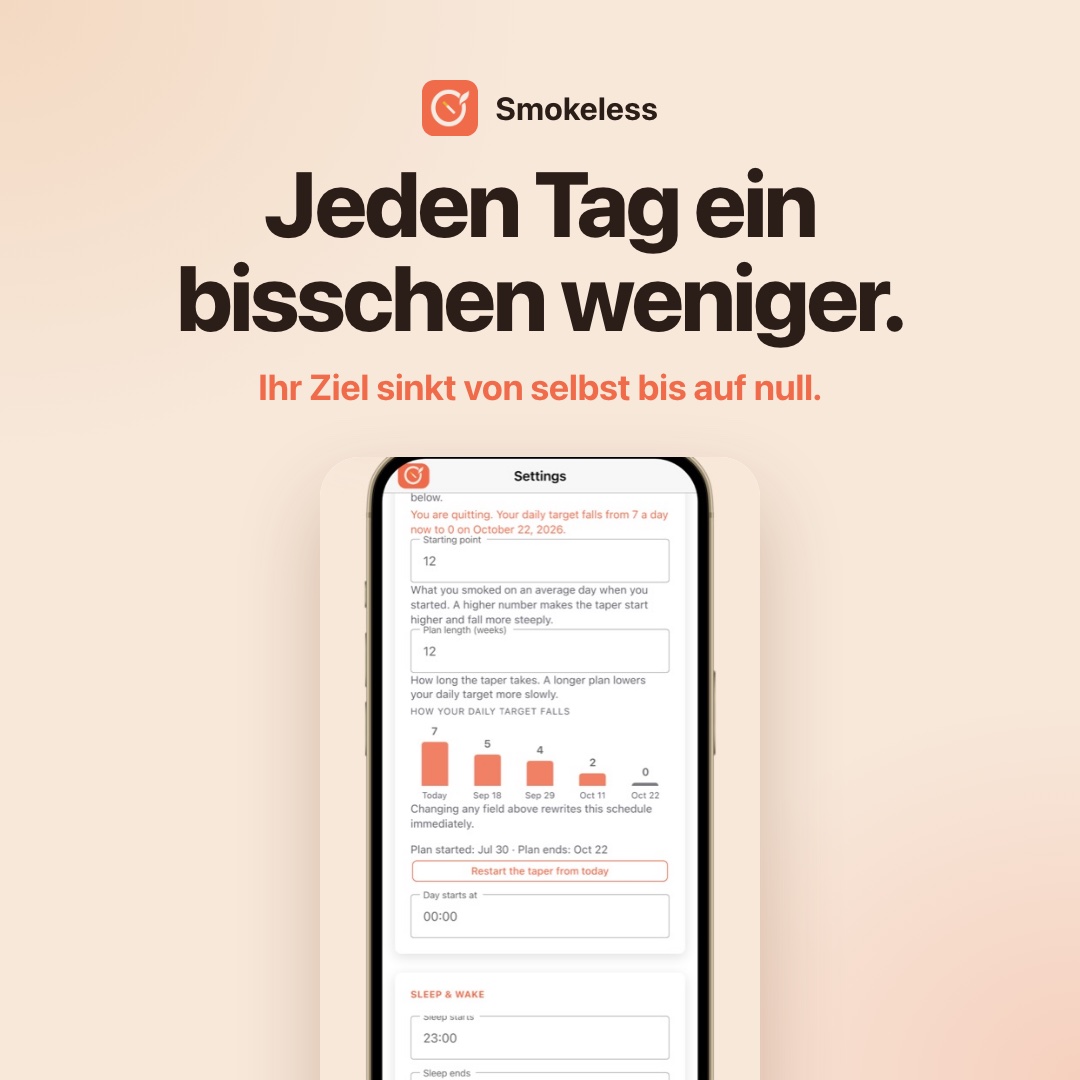 Smokeless
Jeden Tag ein
bisschen weniger.
Ihr Ziel sinkt von selbst bis auf null.
Settings
below.
You are quitting. Your daily target falls from 7 a day
now to 0 on October 22, 2026.
Starting point
12
What you smoked on an average day when you
started. A higher number makes the taper start
higher and fall more steeply.
Plan length (weeks)
12
How long the taper takes. A longer plan lowers
your daily target more slowly.
HOW YOUR DAILY TARGET FALLS
7 5 4 2 0
Today Sep 18 Sep 29 Oct 11 Oct 22
Changing any field above rewrites this schedule
immediately.
Plan started: Jul 30 · Plan ends: Oct 22
Restart the taper from today
Day starts at
00:00
SLEEP & WAKE
Sleep starts
23:00
Sleep ends